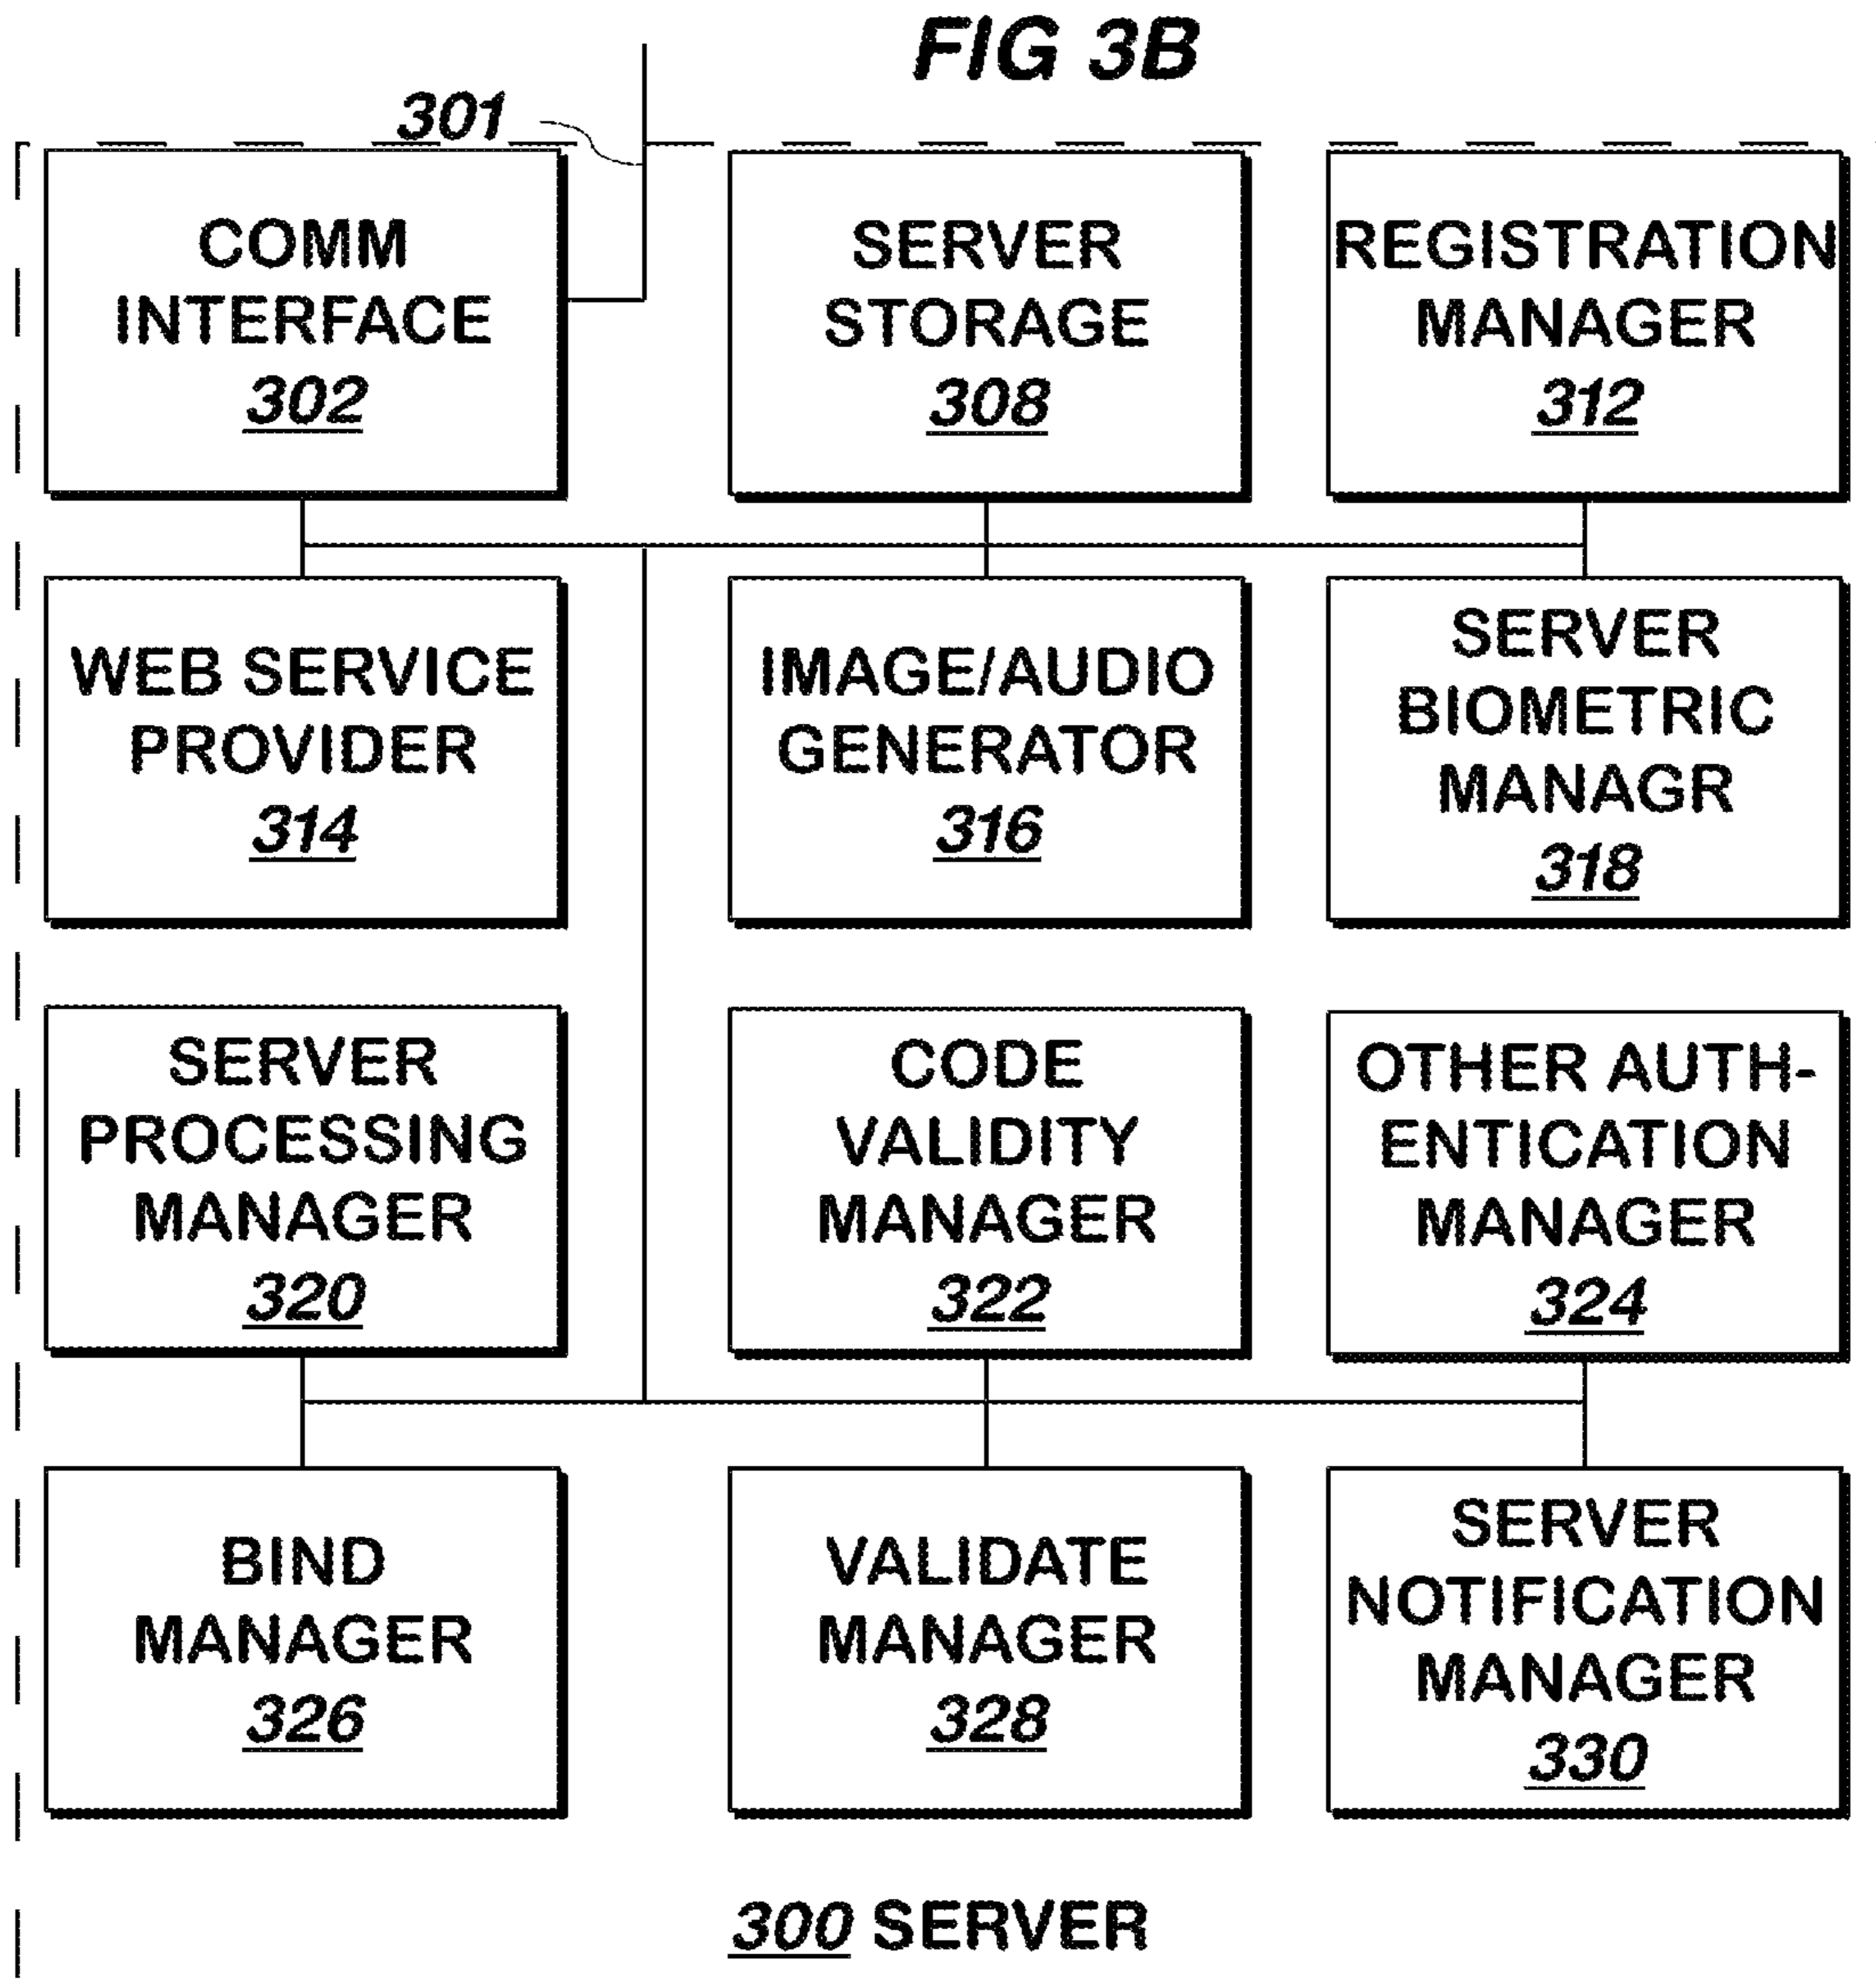 FIG 3B
301
COMM
INTERFACE
302
SERVER
STORAGE
308
REGISTRATION
MANAGER
312
WEB SERVICE
PROVIDER
314
IMAGE/AUDIO
GENERATOR
316
SERVER
BIOMETRIC
MANAGR
318
SERVER
PROCESSING
MANAGER
320
CODE
VALIDITY
MANAGER
322
OTHER AUTH-
ENTICATION
MANAGER
324
BIND
MANAGER
326
VALIDATE
MANAGER
328
SERVER
NOTIFICATION
MANAGER
330
300 SERVER